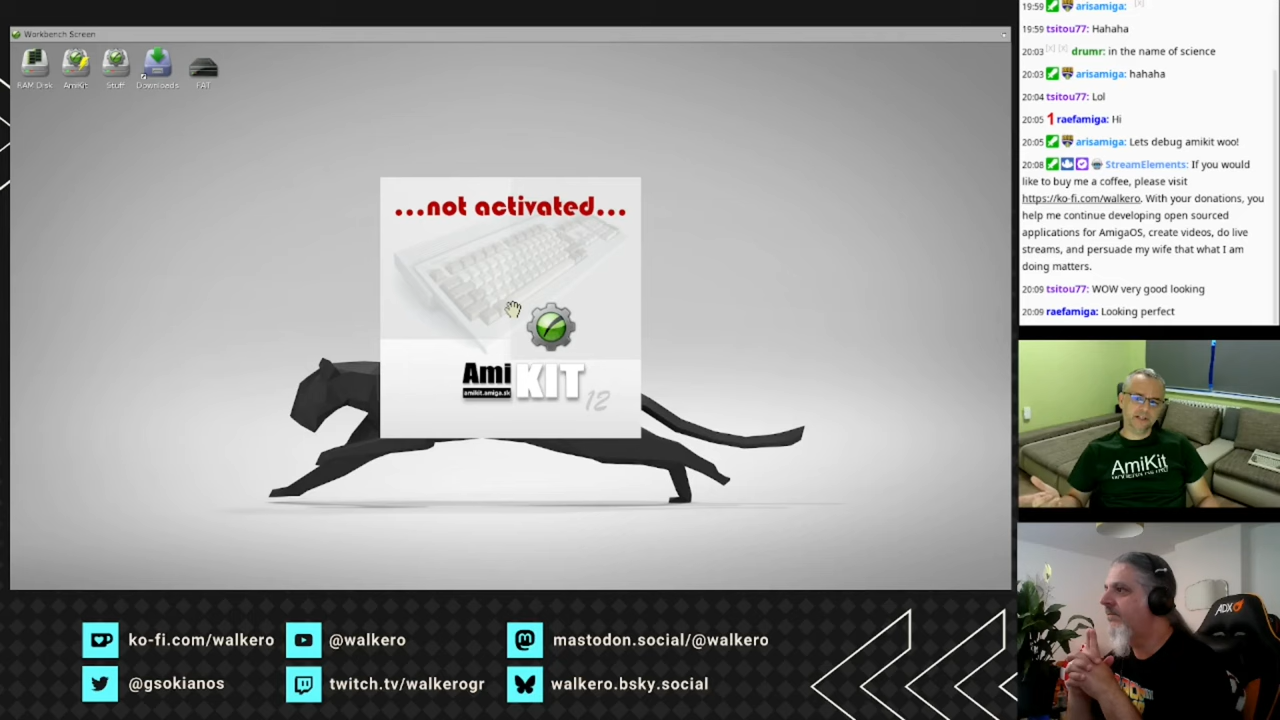 Workbench Screen
RAM Disk
AmiKit
Stuff
Downloads
FAT
...not activated...
Ami KIT
amikit.amiga.sk
12
19:59 arisamiga:
19:59 tsitou77: Hahaha
20:03 drumr: in the name of science
20:03 arisamiga: hahaha
20:04 tsitou77: Lol
20:05 raefamiga: Hi
20:05 arisamiga: Lets debug amikit woo!
20:08 StreamElements: If you would
like to buy me a coffee, please visit
https://ko-fi.com/walkero. With your donations, you
help me continue developing open sourced
applications for AmigaOS, create videos, do live
streams, and persuade my wife that what I am
doing matters.
20:09 tsitou77: WOW very good looking
20:09 raefamiga: Looking perfect
AmiKit
ADX
ko-fi.com/walkero
@walkero
mastodon.social/@walkero
@gsokianos
twitch.tv/walkerogr
walkero.bsky.social